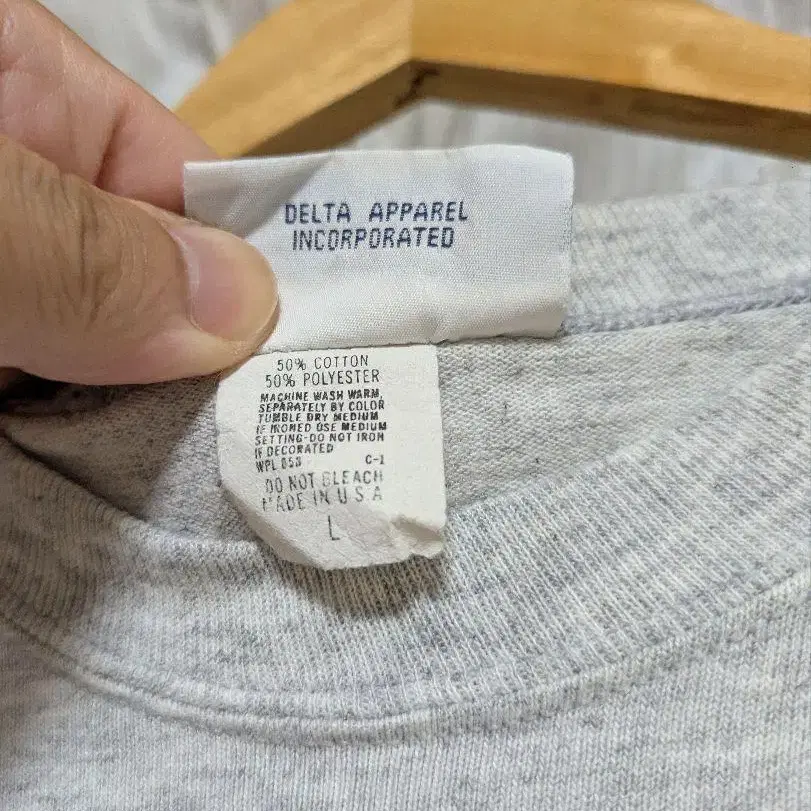 DELTA APPAREL
INCORPORATED
50% COTTON
50% POLYESTER
MACHINE WASH WARM,
SEPARATELY BY COLOR
TUMBLE DRY MEDIUM
IF IRONED USE MEDIUM
SETTING-DO NOT IRON
IF DECORATED
WPL 853 C-1
DO NOT BLEACH
MADE IN U S A
L